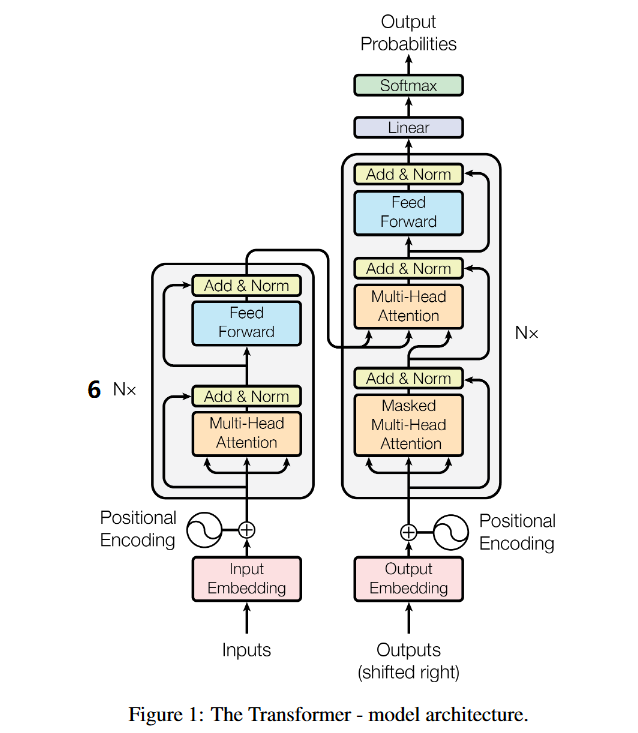 Output
Probabilities
Softmax
Linear
Add & Norm
Feed
Forward
Add & Norm
Multi-Head
Attention
Nx
Add & Norm
Masked
Multi-Head
Attention
Add & Norm
Feed
Forward
6 Nx
Add & Norm
Multi-Head
Attention
Positional
Encoding
Positional
Encoding
Input
Embedding
Output
Embedding
Inputs
Outputs
(shifted right)
Figure 1: The Transformer - model architecture.